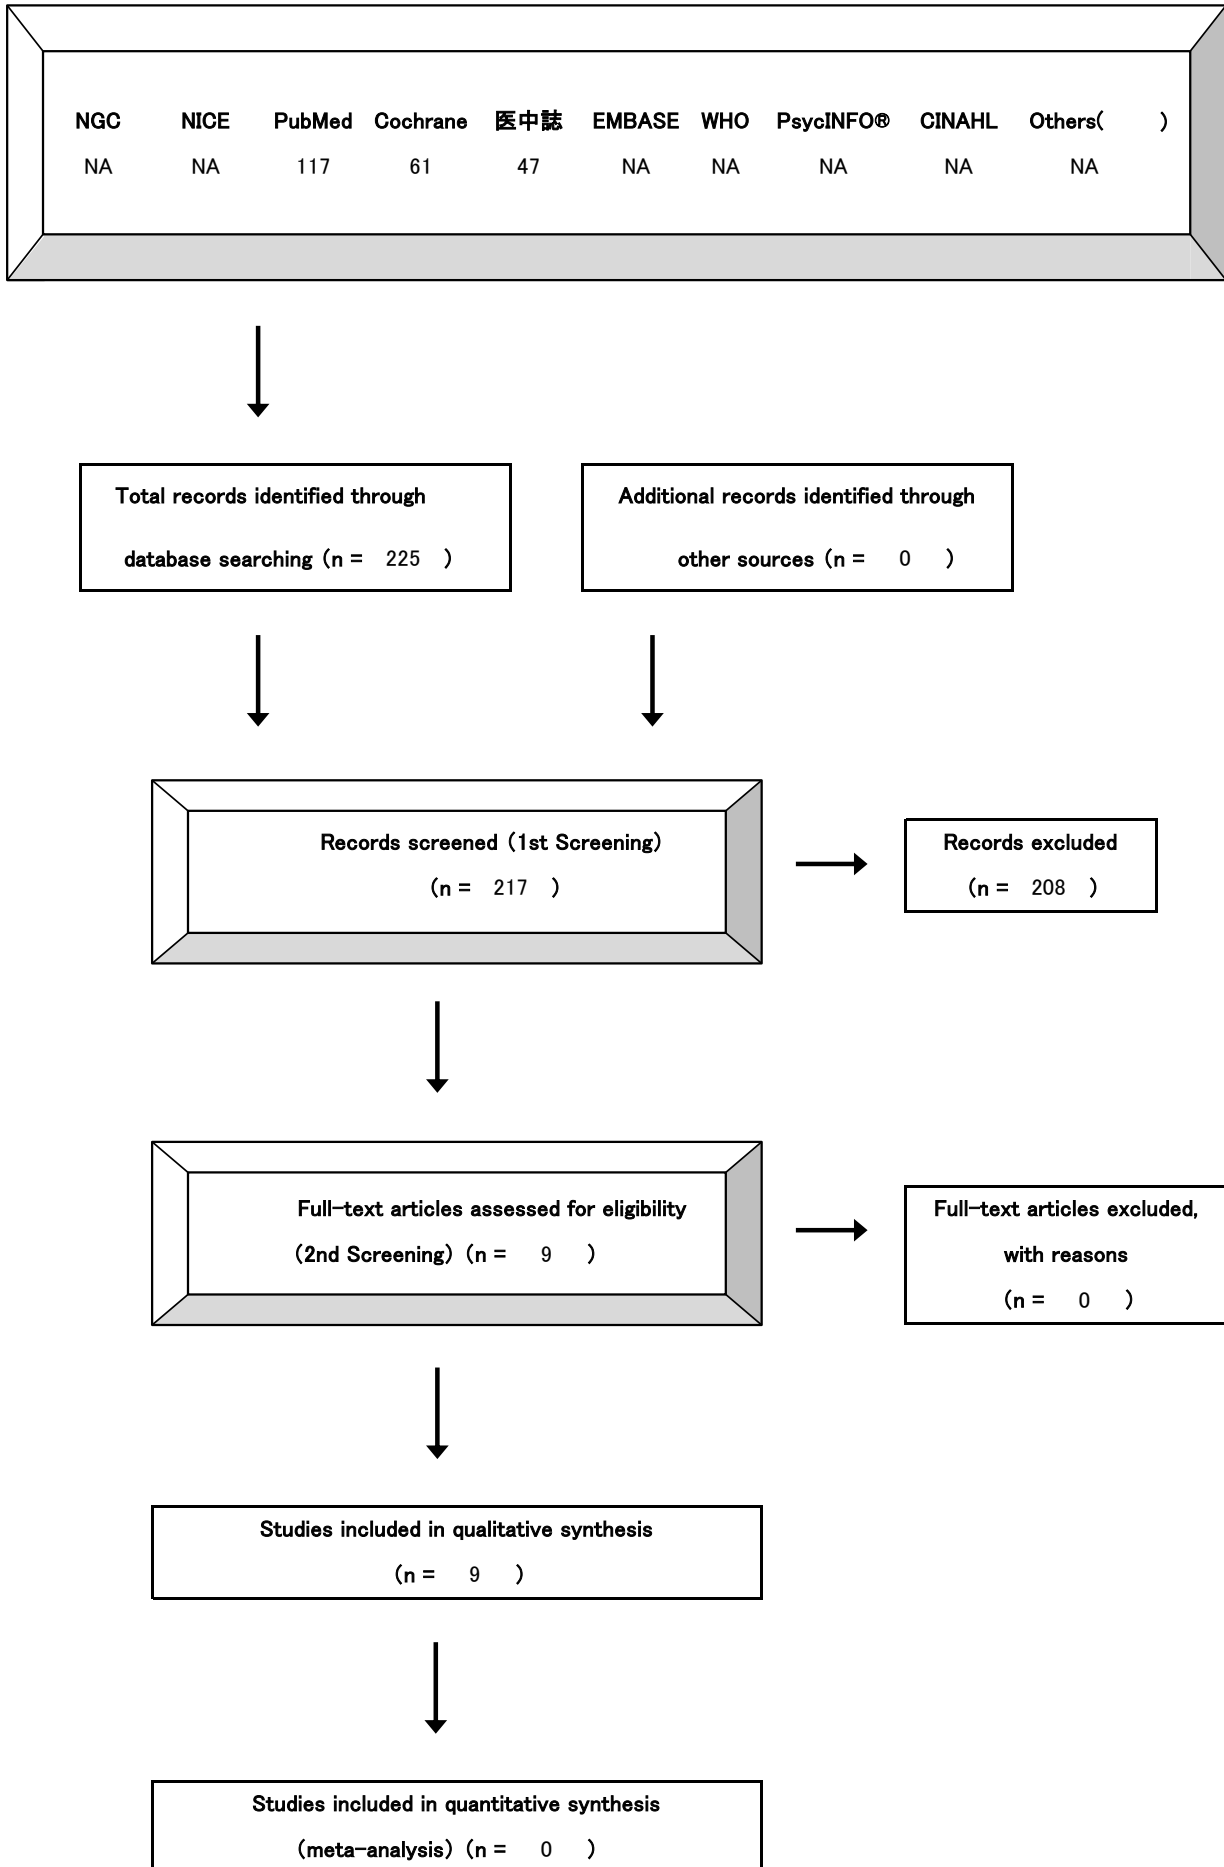 NGC NICE PubMed Cochrane 医中誌 EMBASE WHO PsycINFO® CINAHL Others( )
NA NA 117 61 47 NA NA NA NA NA
Total records identified through
database searching (n = 225 )
Additional records identified through
other sources (n = 0 )
Records screened (1st Screening)
(n = 217 )
Records excluded
(n = 208 )
Full-text articles assessed for eligibility
(2nd Screening) (n = 9 )
Full-text articles excluded,
with reasons
(n = 0 )
Studies included in qualitative synthesis
(n = 9 )
Studies included in quantitative synthesis
(meta-analysis) (n = 0 )